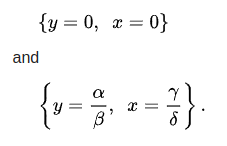 {y = 0, x = 0}
and
{y = α/β, x = γ/δ}.